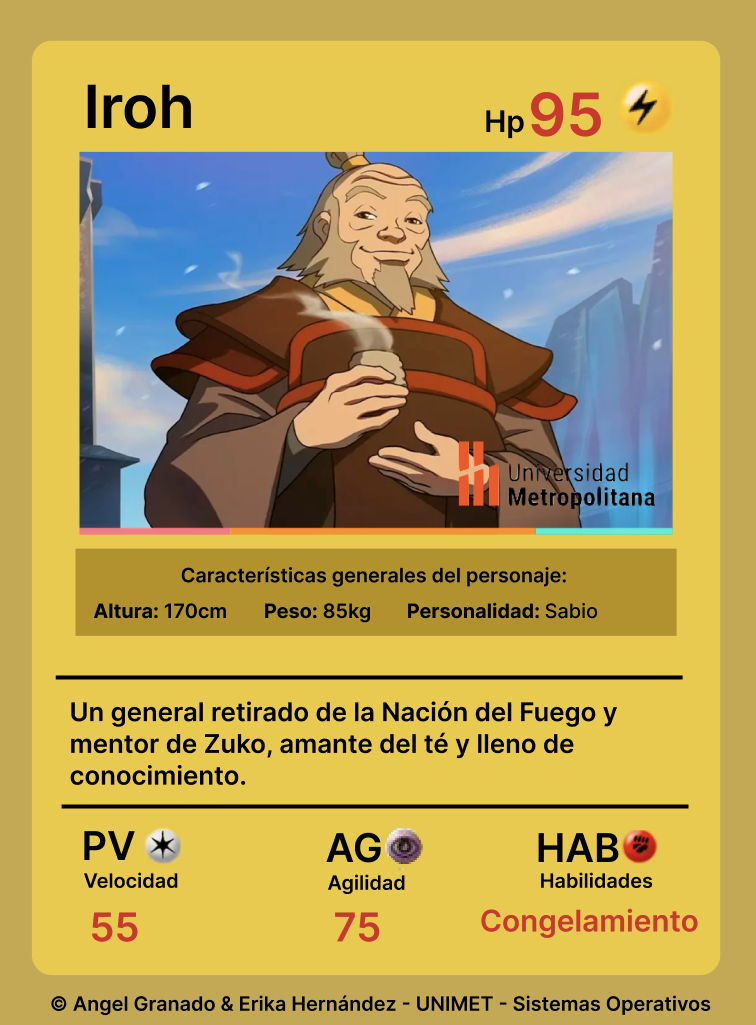 Iroh
Hp 95
Universidad
Metropolitana
Características generales del personaje:
Altura: 170cm Peso: 85kg Personalidad: Sabio
Un general retirado de la Nación del Fuego y
mentor de Zuko, amante del té y lleno de
conocimiento.
PV AG HAB
Velocidad Agilidad Habilidades
55 75 Congelamiento
© Angel Granado & Erika Hernández - UNIMET - Sistemas Operativos